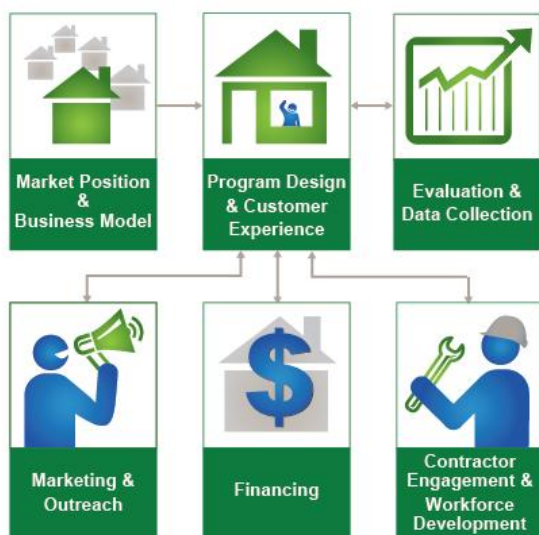 Market Position
&
Business Model
Program Design
& Customer
Experience
Evaluation &
Data Collection
Marketing &
Outreach
$
Financing
Contractor
Engagement &
Workforce
Development